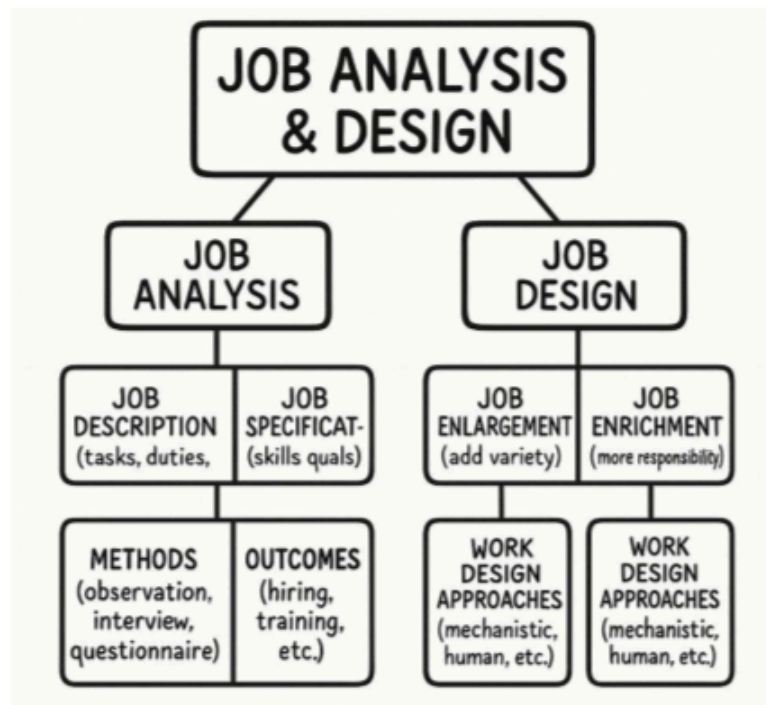 JOB ANALYSIS
& DESIGN
JOB
ANALYSIS
JOB
DESIGN
JOB
DESCRIPTION
(tasks, duties,
JOB
SPECIFICAT-
(skills quals)
JOB
ENLARGEMENT
(add variety)
JOB
ENRICHMENT
(more responsibility)
METHODS
(observation,
interview,
questionnaire)
OUTCOMES
(hiring,
training,
etc.)
WORK
DESIGN
APPROACHES
(mechanistic,
human, etc.)
WORK
DESIGN
APPROACHES
(mechanistic,
human, etc.)